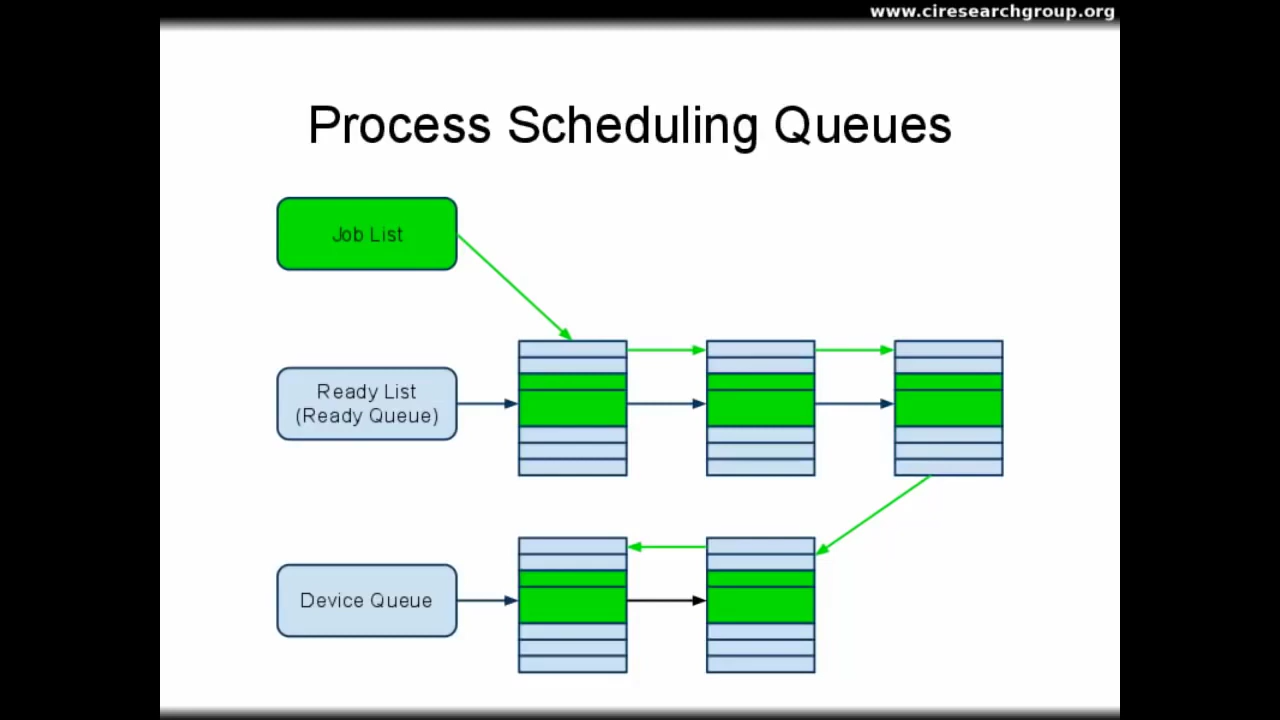 www.ciresearchgroup.org
Process Scheduling Queues
Job List
Ready List
(Ready Queue)
Device Queue